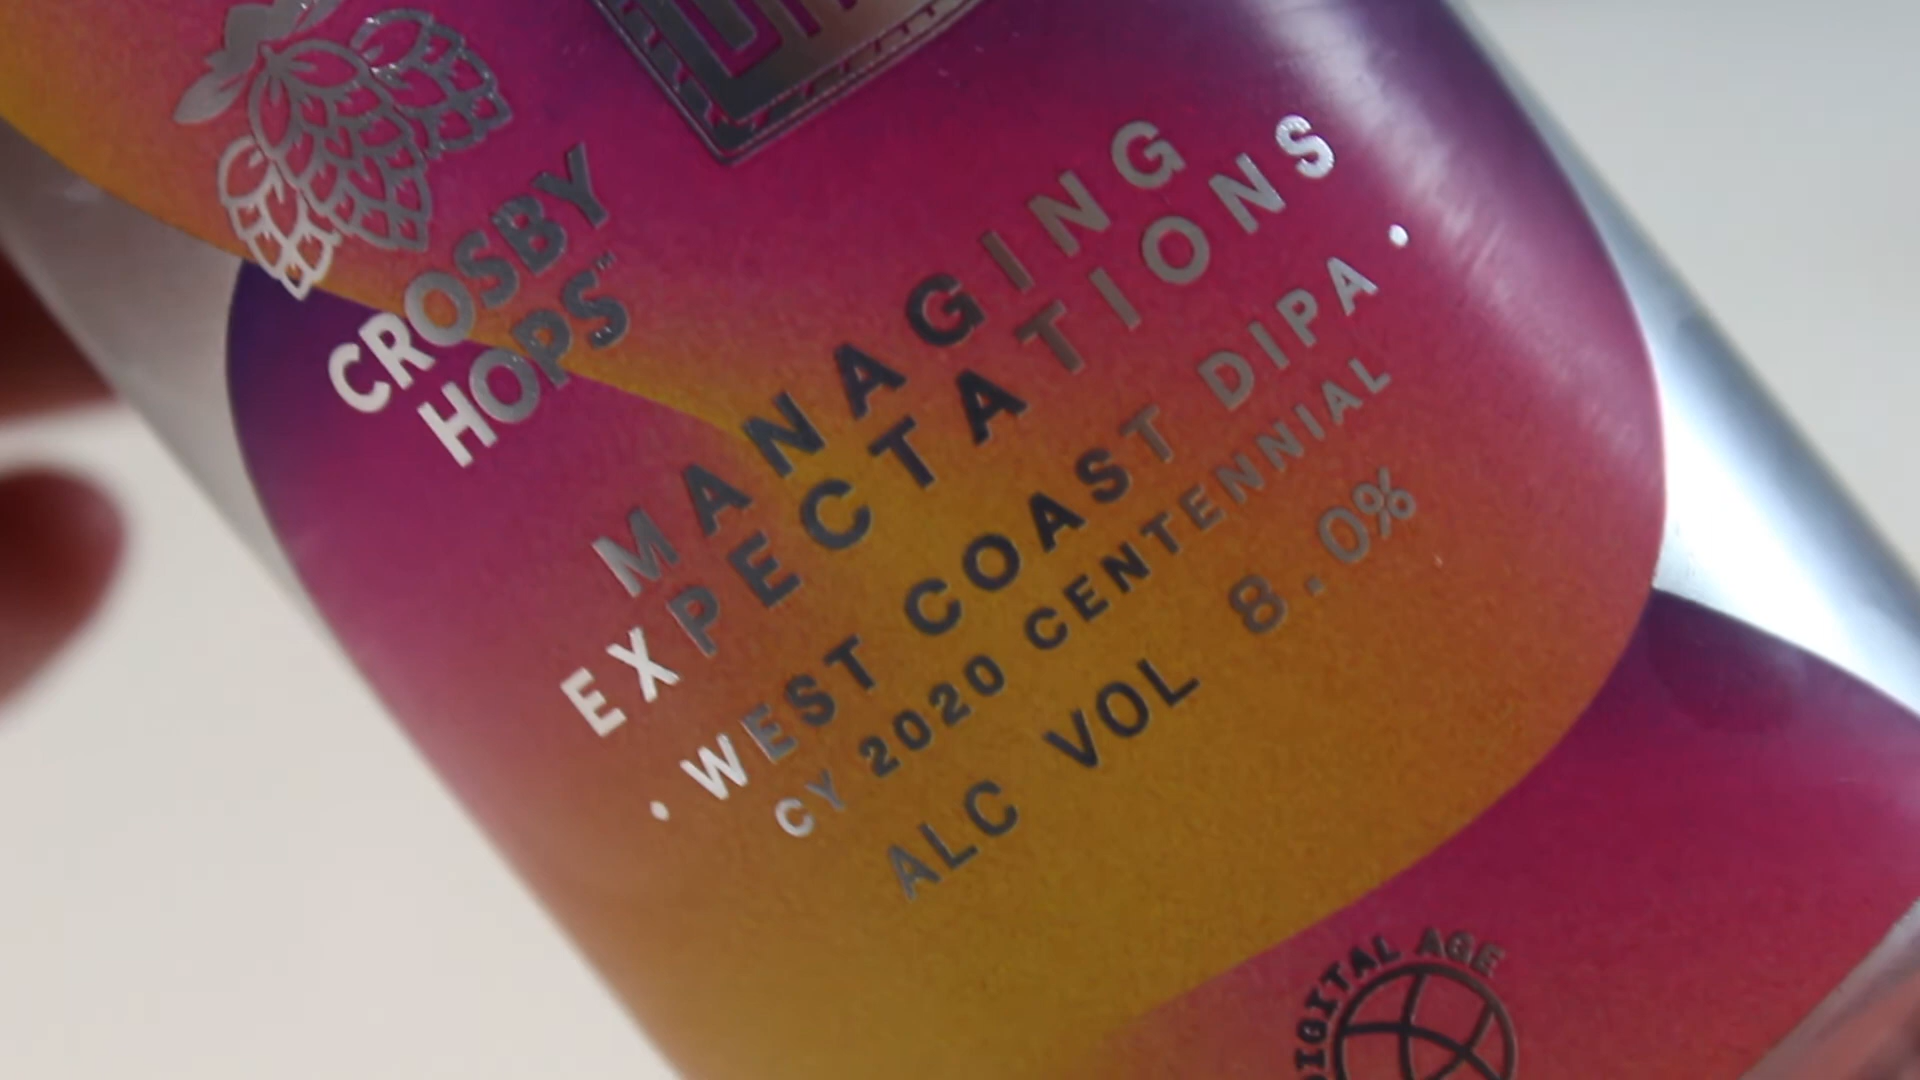 CROSBY
HOPS™
MANAGING
EXPECTATIONS
· WEST COAST DIPA ·
CY 2020 CENTENNIAL
ALC VOL 8.0%
DIGITAL AGE